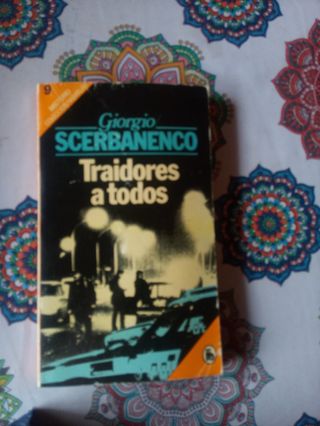 9
Giorgio
SCERBANENCO
Traidores
a todos